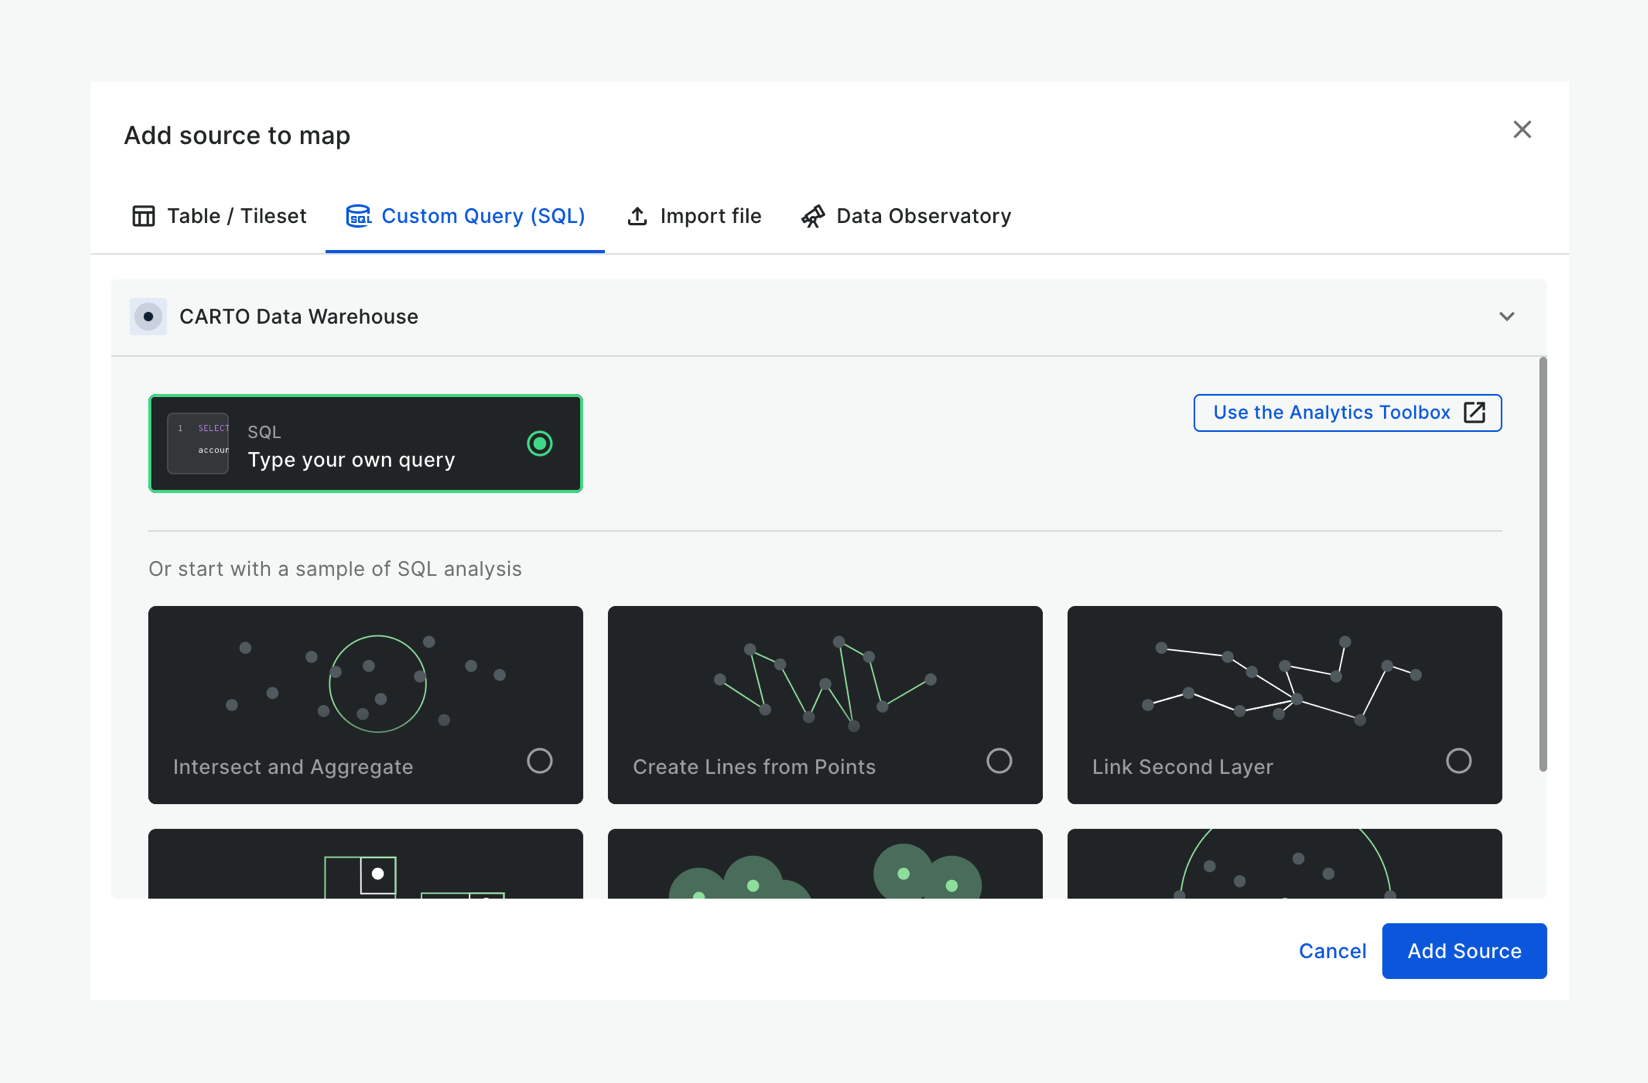 Add source to map
Table / Tileset
Custom Query (SQL)
Import file
Data Observatory
CARTO Data Warehouse
1 SELECT
accoun
SQL
Type your own query
Use the Analytics Toolbox
Or start with a sample of SQL analysis
Intersect and Aggregate
Create Lines from Points
Link Second Layer
Cancel
Add Source